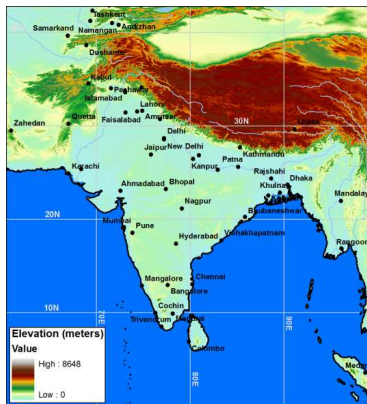 Tashkent
Samarkand
Namangan
Andizhan
Dushanbe
Kabul
Peshawar
Islamabad
Lahore
Faisalabad
Amritsar
Zahedan
Quetta
30N
Lhasa
Delhi
New Delhi
Jaipur
Kathmandu
Kanpur
Patna
Karachi
Rajshahi
Dhaka
Khulna
Ahmadabad
Bhopal
Mandalay
Nagpur
Bhubaneshwar
20N
Mumbai
Pune
Vishakhapatnam
Hyderabad
Rangoon
Mangalore
Chennai
Bangalore
10N
70E
Cochin
Madurai
90E
Trivandrum
80E
Colombo
Medan
Elevation (meters)
Value
High : 8648
Low : 0